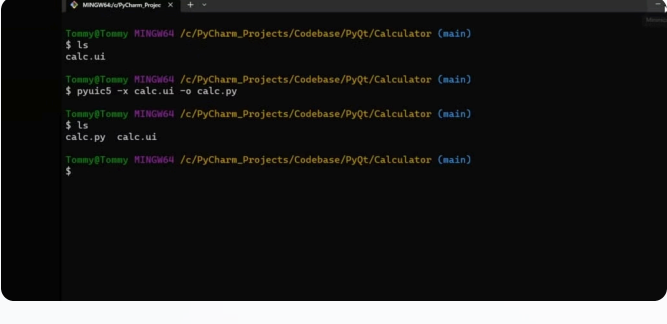 MINGW64:/c/PyCharm_Projec
Tommy@Tommy MINGW64 /c/PyCharm_Projects/Codebase/PyQt/Calculator (main)
$ ls
calc.ui
Tommy@Tommy MINGW64 /c/PyCharm_Projects/Codebase/PyQt/Calculator (main)
$ pyuic5 -x calc.ui -o calc.py
Tommy@Tommy MINGW64 /c/PyCharm_Projects/Codebase/PyQt/Calculator (main)
$ ls
calc.py  calc.ui
Tommy@Tommy MINGW64 /c/PyCharm_Projects/Codebase/PyQt/Calculator (main)
$